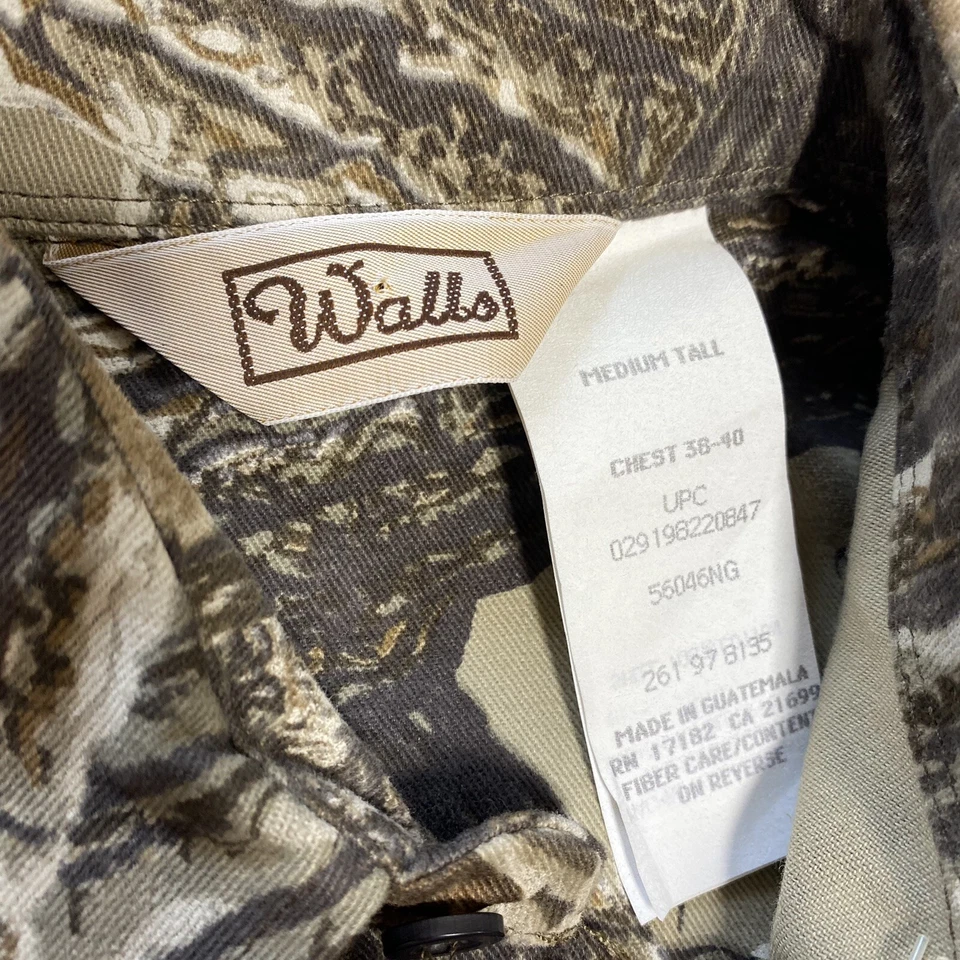 Walls
MEDIUM TALL
CHEST 38-40
UPC
029198220847
56046NG
261 97 8135
MADE IN GUATEMALA
RN 17182 CA 21699
FIBER CARE/CONTENT
ON REVERSE